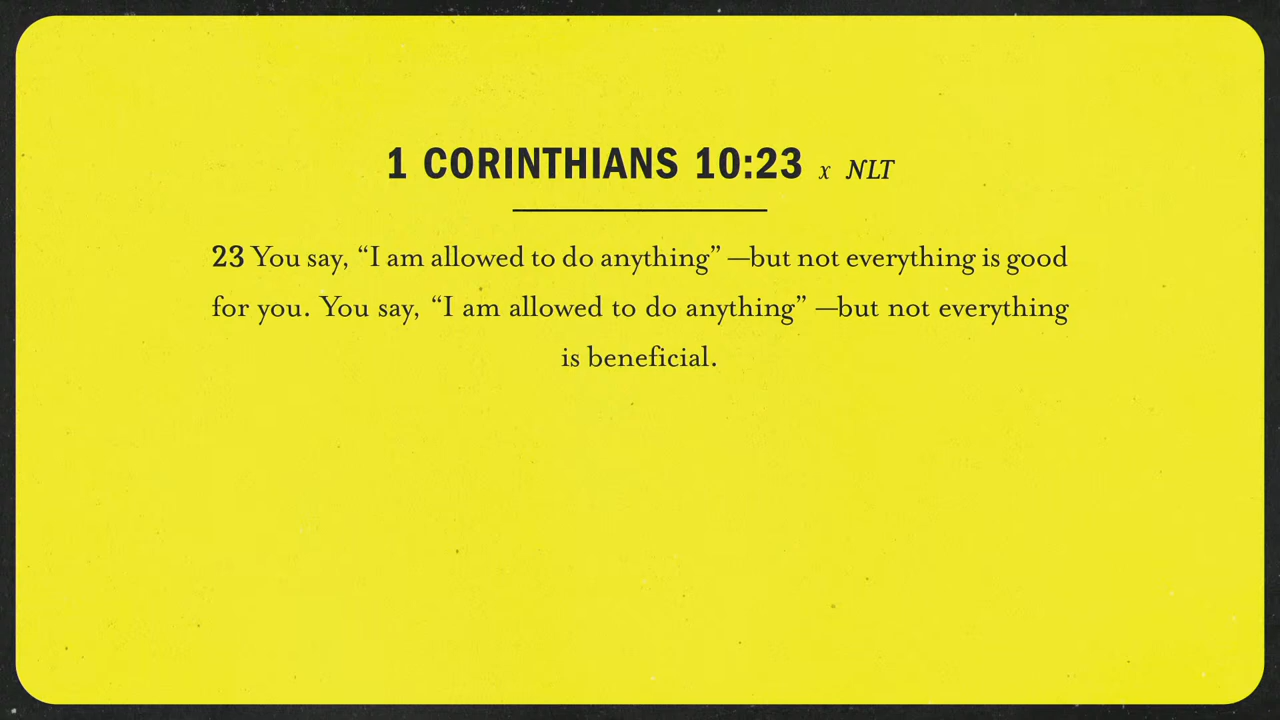 1 CORINTHIANS 10:23 x NLT
23 You say, “I am allowed to do anything” —but not everything is good
for you. You say, “I am allowed to do anything” —but not everything
is beneficial.